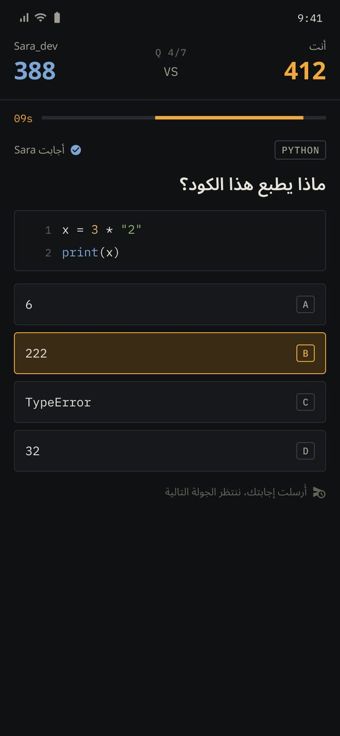 9:41
أنت
412
Q 4/7
VS
Sara_dev
388
09s
PYTHON
أجابت Sara
ماذا يطبع هذا الكود؟
1 x = 3 * "2"
2 print(x)
6 A
222 B
TypeError C
32 D
أُرسلت إجابتك، ننتظر الجولة التالية